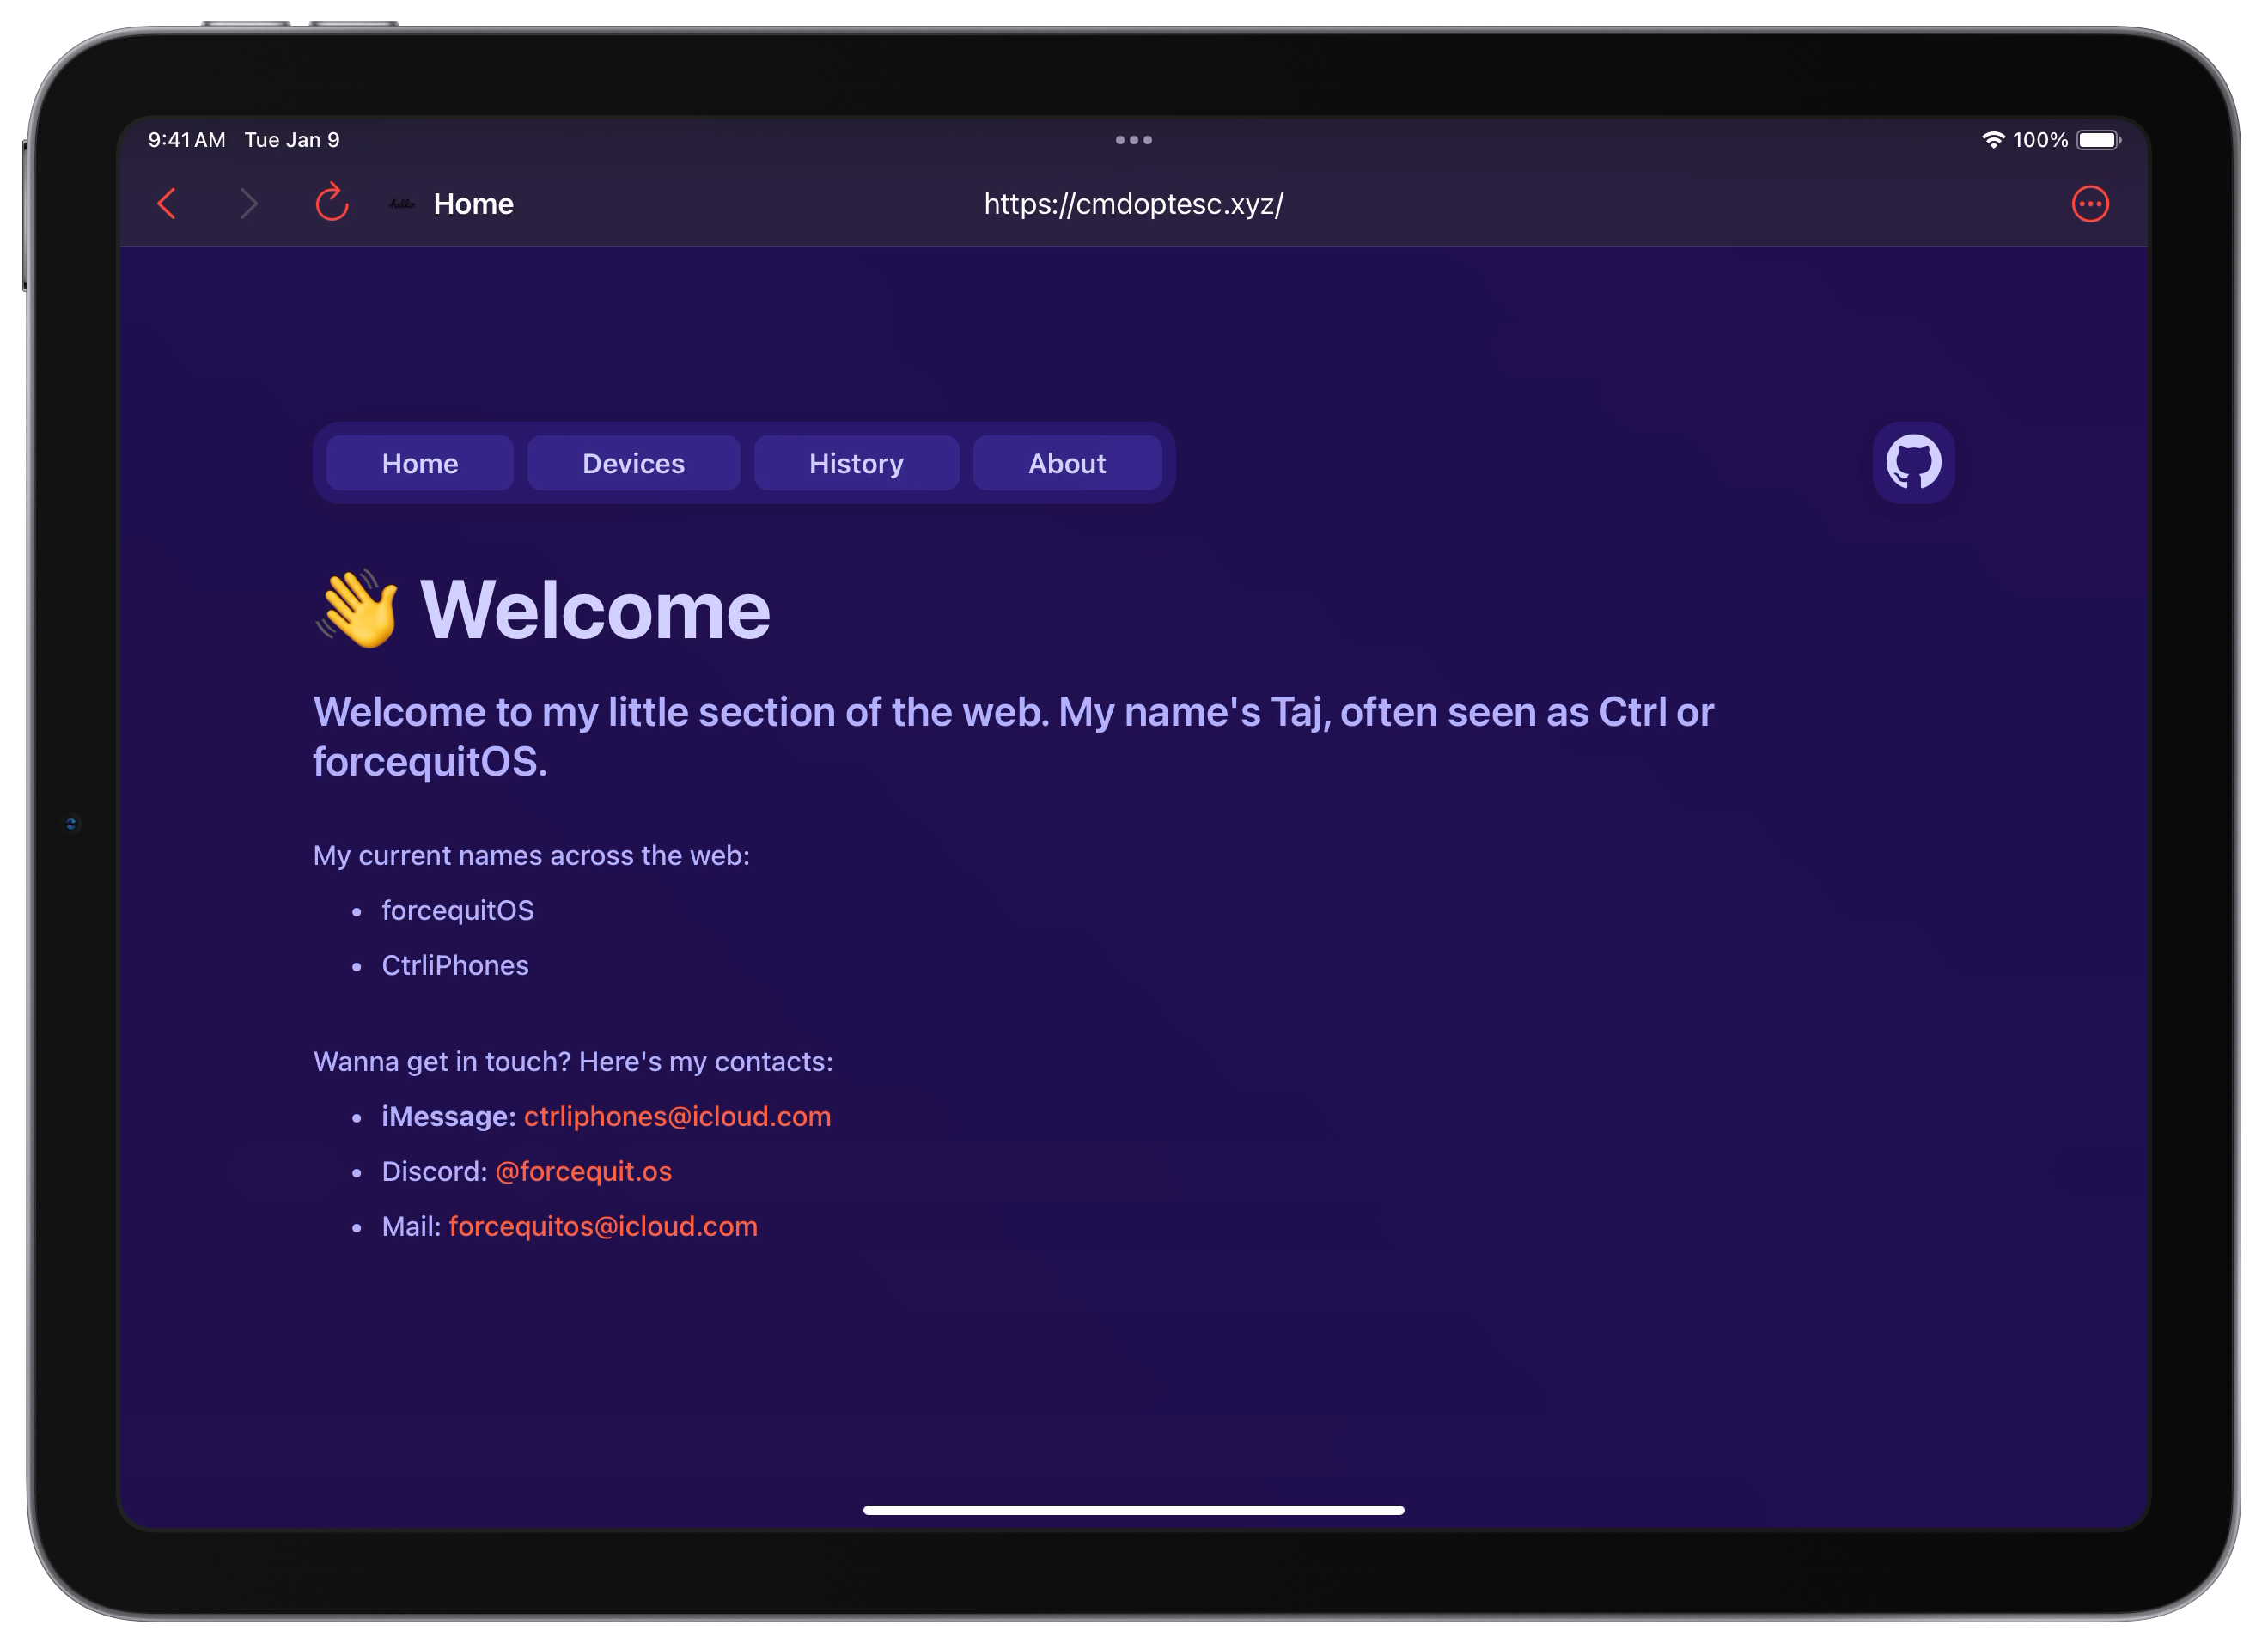 9:41 AM Tue Jan 9
100%
hello
Home
https://cmdoptesc.xyz/
Home
Devices
History
About
👋 Welcome
Welcome to my little section of the web. My name's Taj, often seen as Ctrl or
forcequitOS.
My current names across the web:
• forcequitOS
• CtrliPhones
Wanna get in touch? Here's my contacts:
• iMessage: ctrliphones@icloud.com
• Discord: @forcequit.os
• Mail: forcequitos@icloud.com